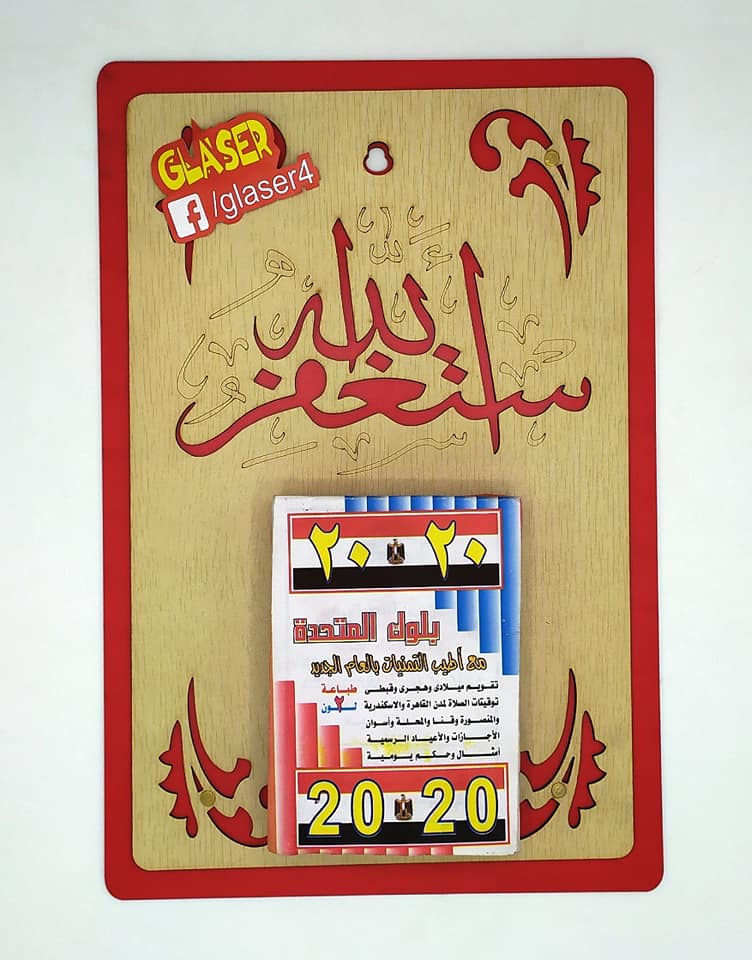 GLASER
f/glaser4
أستغفر الله
٢٠ ٢٠
بلوك المتحدة
مع أطيب التمنيات بالعام الجديد
تقويم ميلادى وهجرى وقبطى
طباعة
توقيتات الصلاة لمدن القاهرة والاسكندرية
٢ لون
والمنصورة وقنا والمحلة وأسوان
الأجازات والأعياد الرسمية
أمثال وحكم يومية
20 20